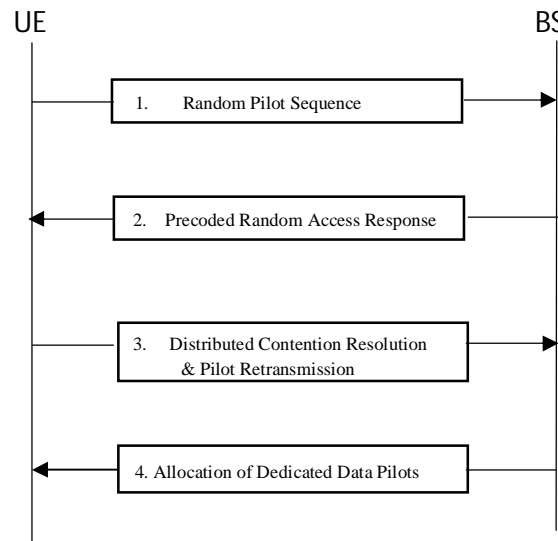 UE
BS
1. Random Pilot Sequence
2. Precoded Random Access Response
3. Distributed Contention Resolution
& Pilot Retransmission
4. Allocation of Dedicated Data Pilots